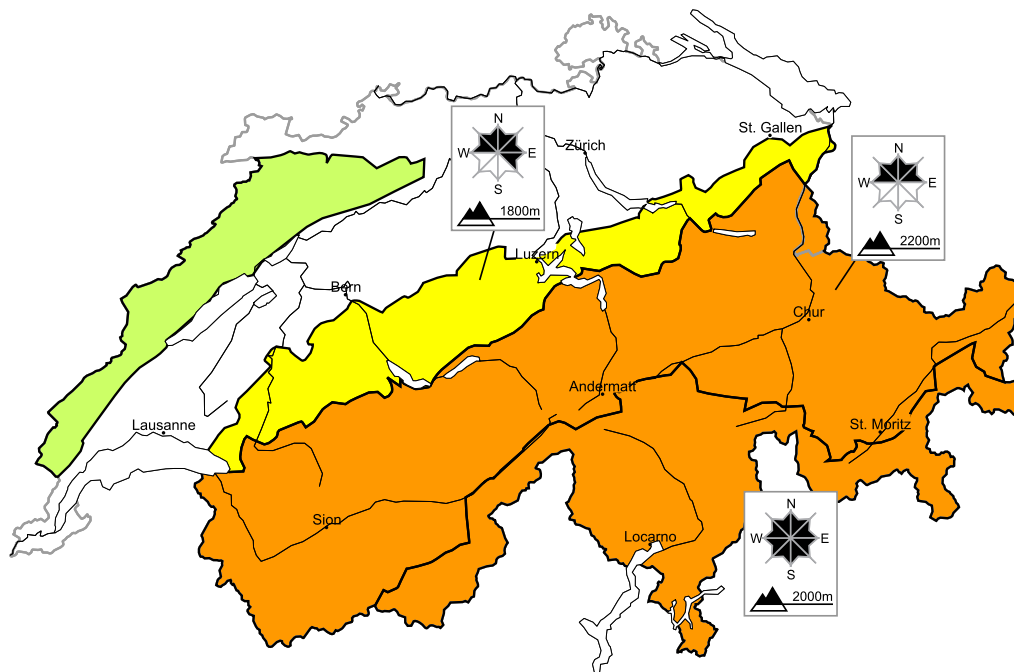 St. Gallen
Zürich
N
W E
S
1800m
N
W E
S
2200m
Luzern
Bern
Chur
Andermatt
Lausanne
St. Moritz
Sion
Locarno
N
W E
S
2000m